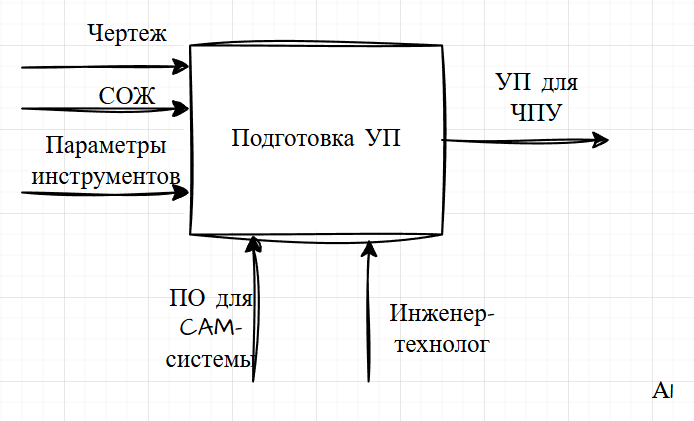 Чертеж
СОЖ
Параметры
инструментов
Подготовка УП
УП для
ЧПУ
ПО для
CAM-
системы
Инженер-
технолог